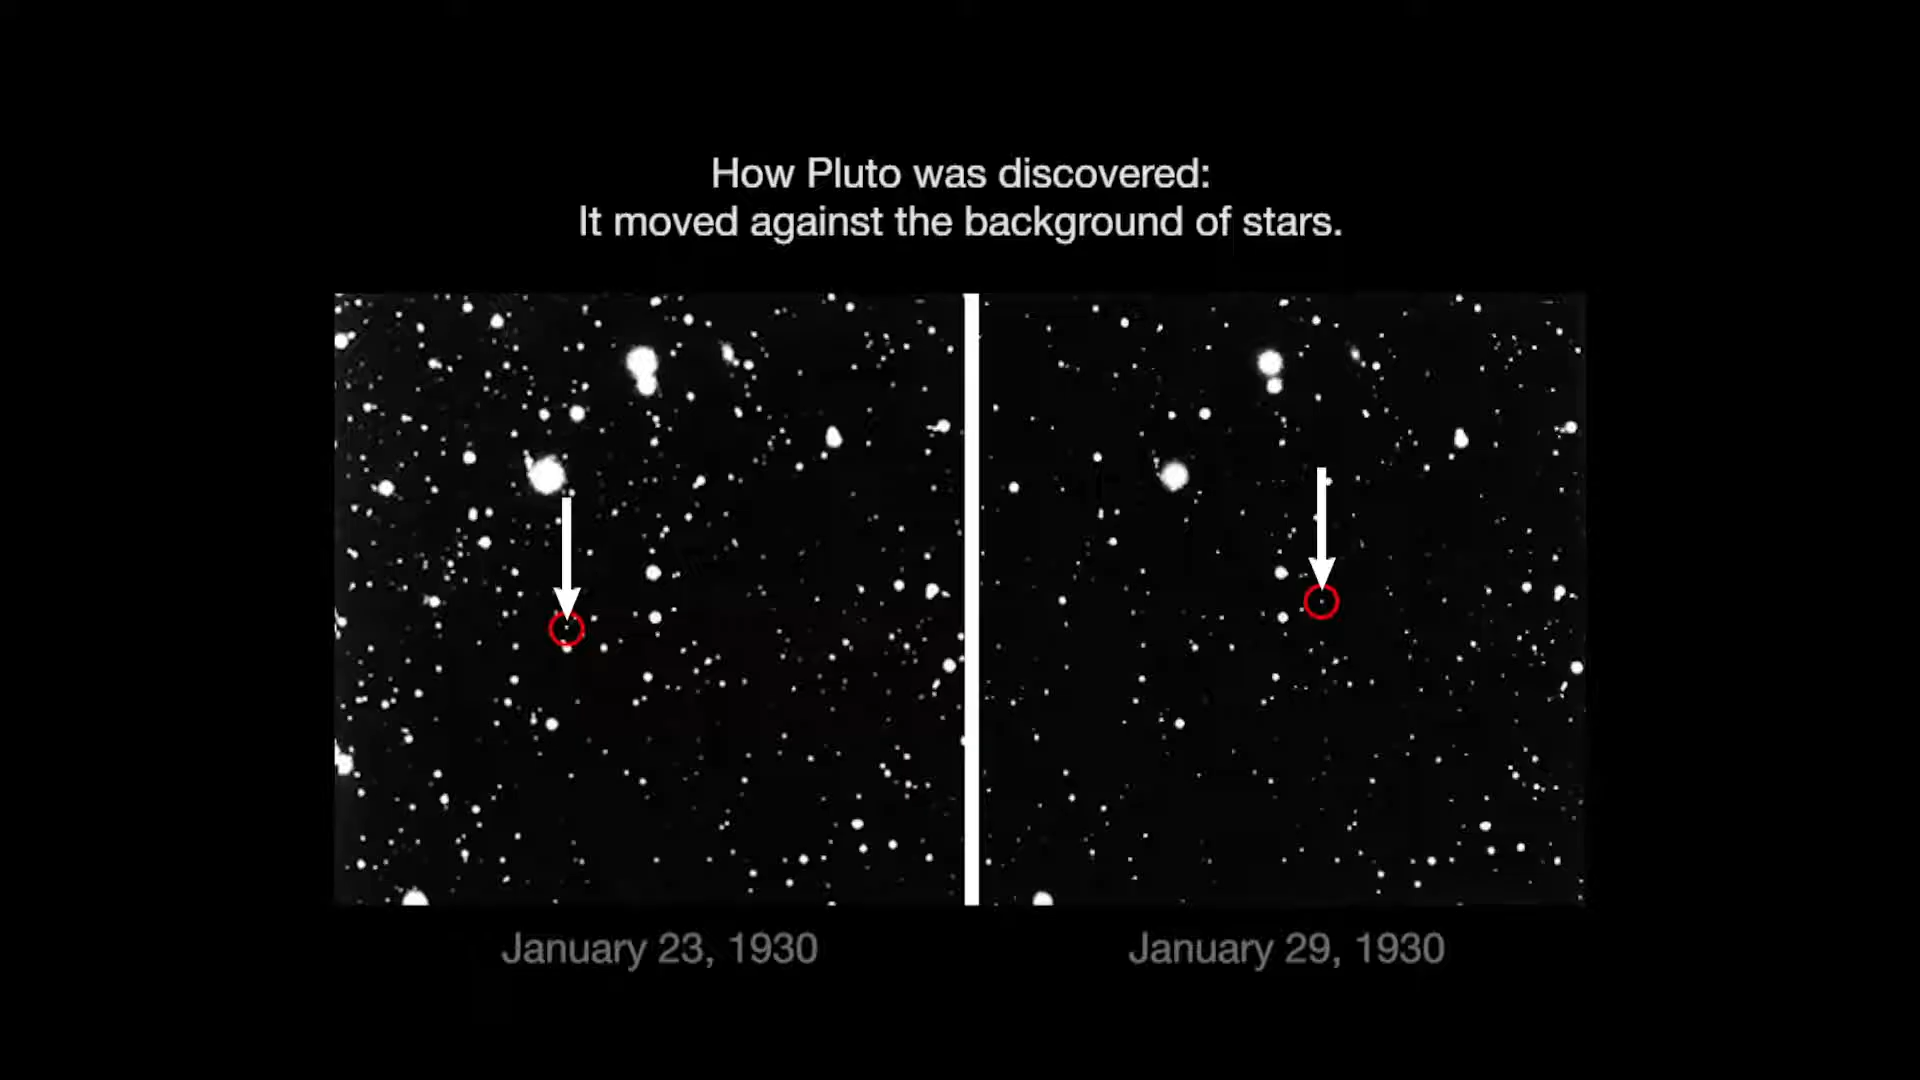 How Pluto was discovered:
It moved against the background of stars.
January 23, 1930
January 29, 1930